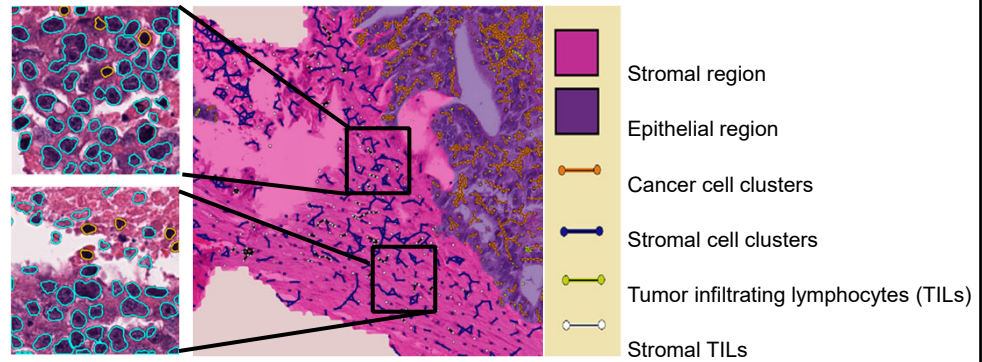 Stromal region
Epithelial region
Cancer cell clusters
Stromal cell clusters
Tumor infiltrating lymphocytes (TILs)
Stromal TILs